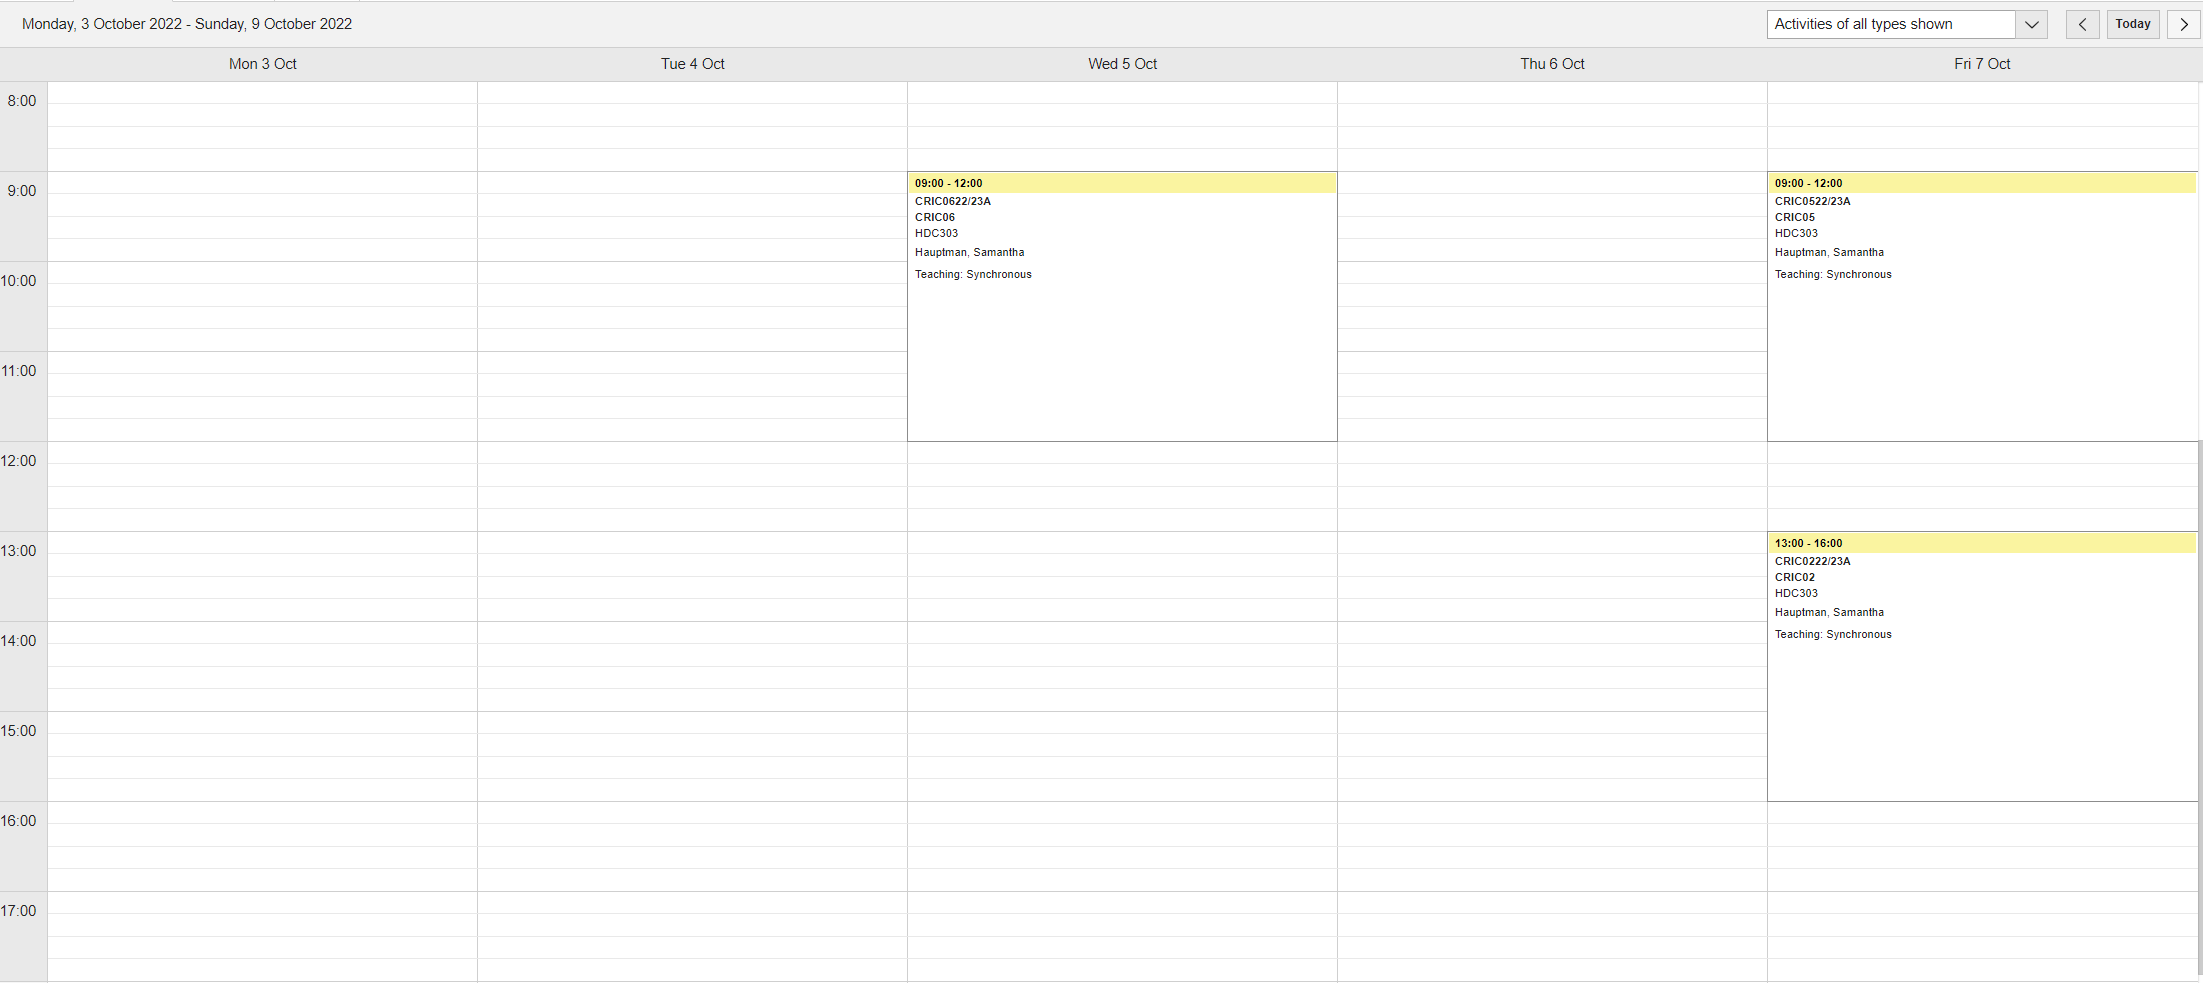 Monday, 3 October 2022 - Sunday, 9 October 2022
Activities of all types shown
Today
Mon 3 Oct
Tue 4 Oct
Wed 5 Oct
Thu 6 Oct
Fri 7 Oct
8:00
9:00
09:00 - 12:00
CRIC0622/23A
CRIC06
HDC303
Hauptman, Samantha
Teaching: Synchronous
09:00 - 12:00
CRIC0522/23A
CRIC05
HDC303
Hauptman, Samantha
Teaching: Synchronous
10:00
11:00
12:00
13:00
13:00 - 16:00
CRIC0222/23A
CRIC02
HDC303
Hauptman, Samantha
Teaching: Synchronous
14:00
15:00
16:00
17:00